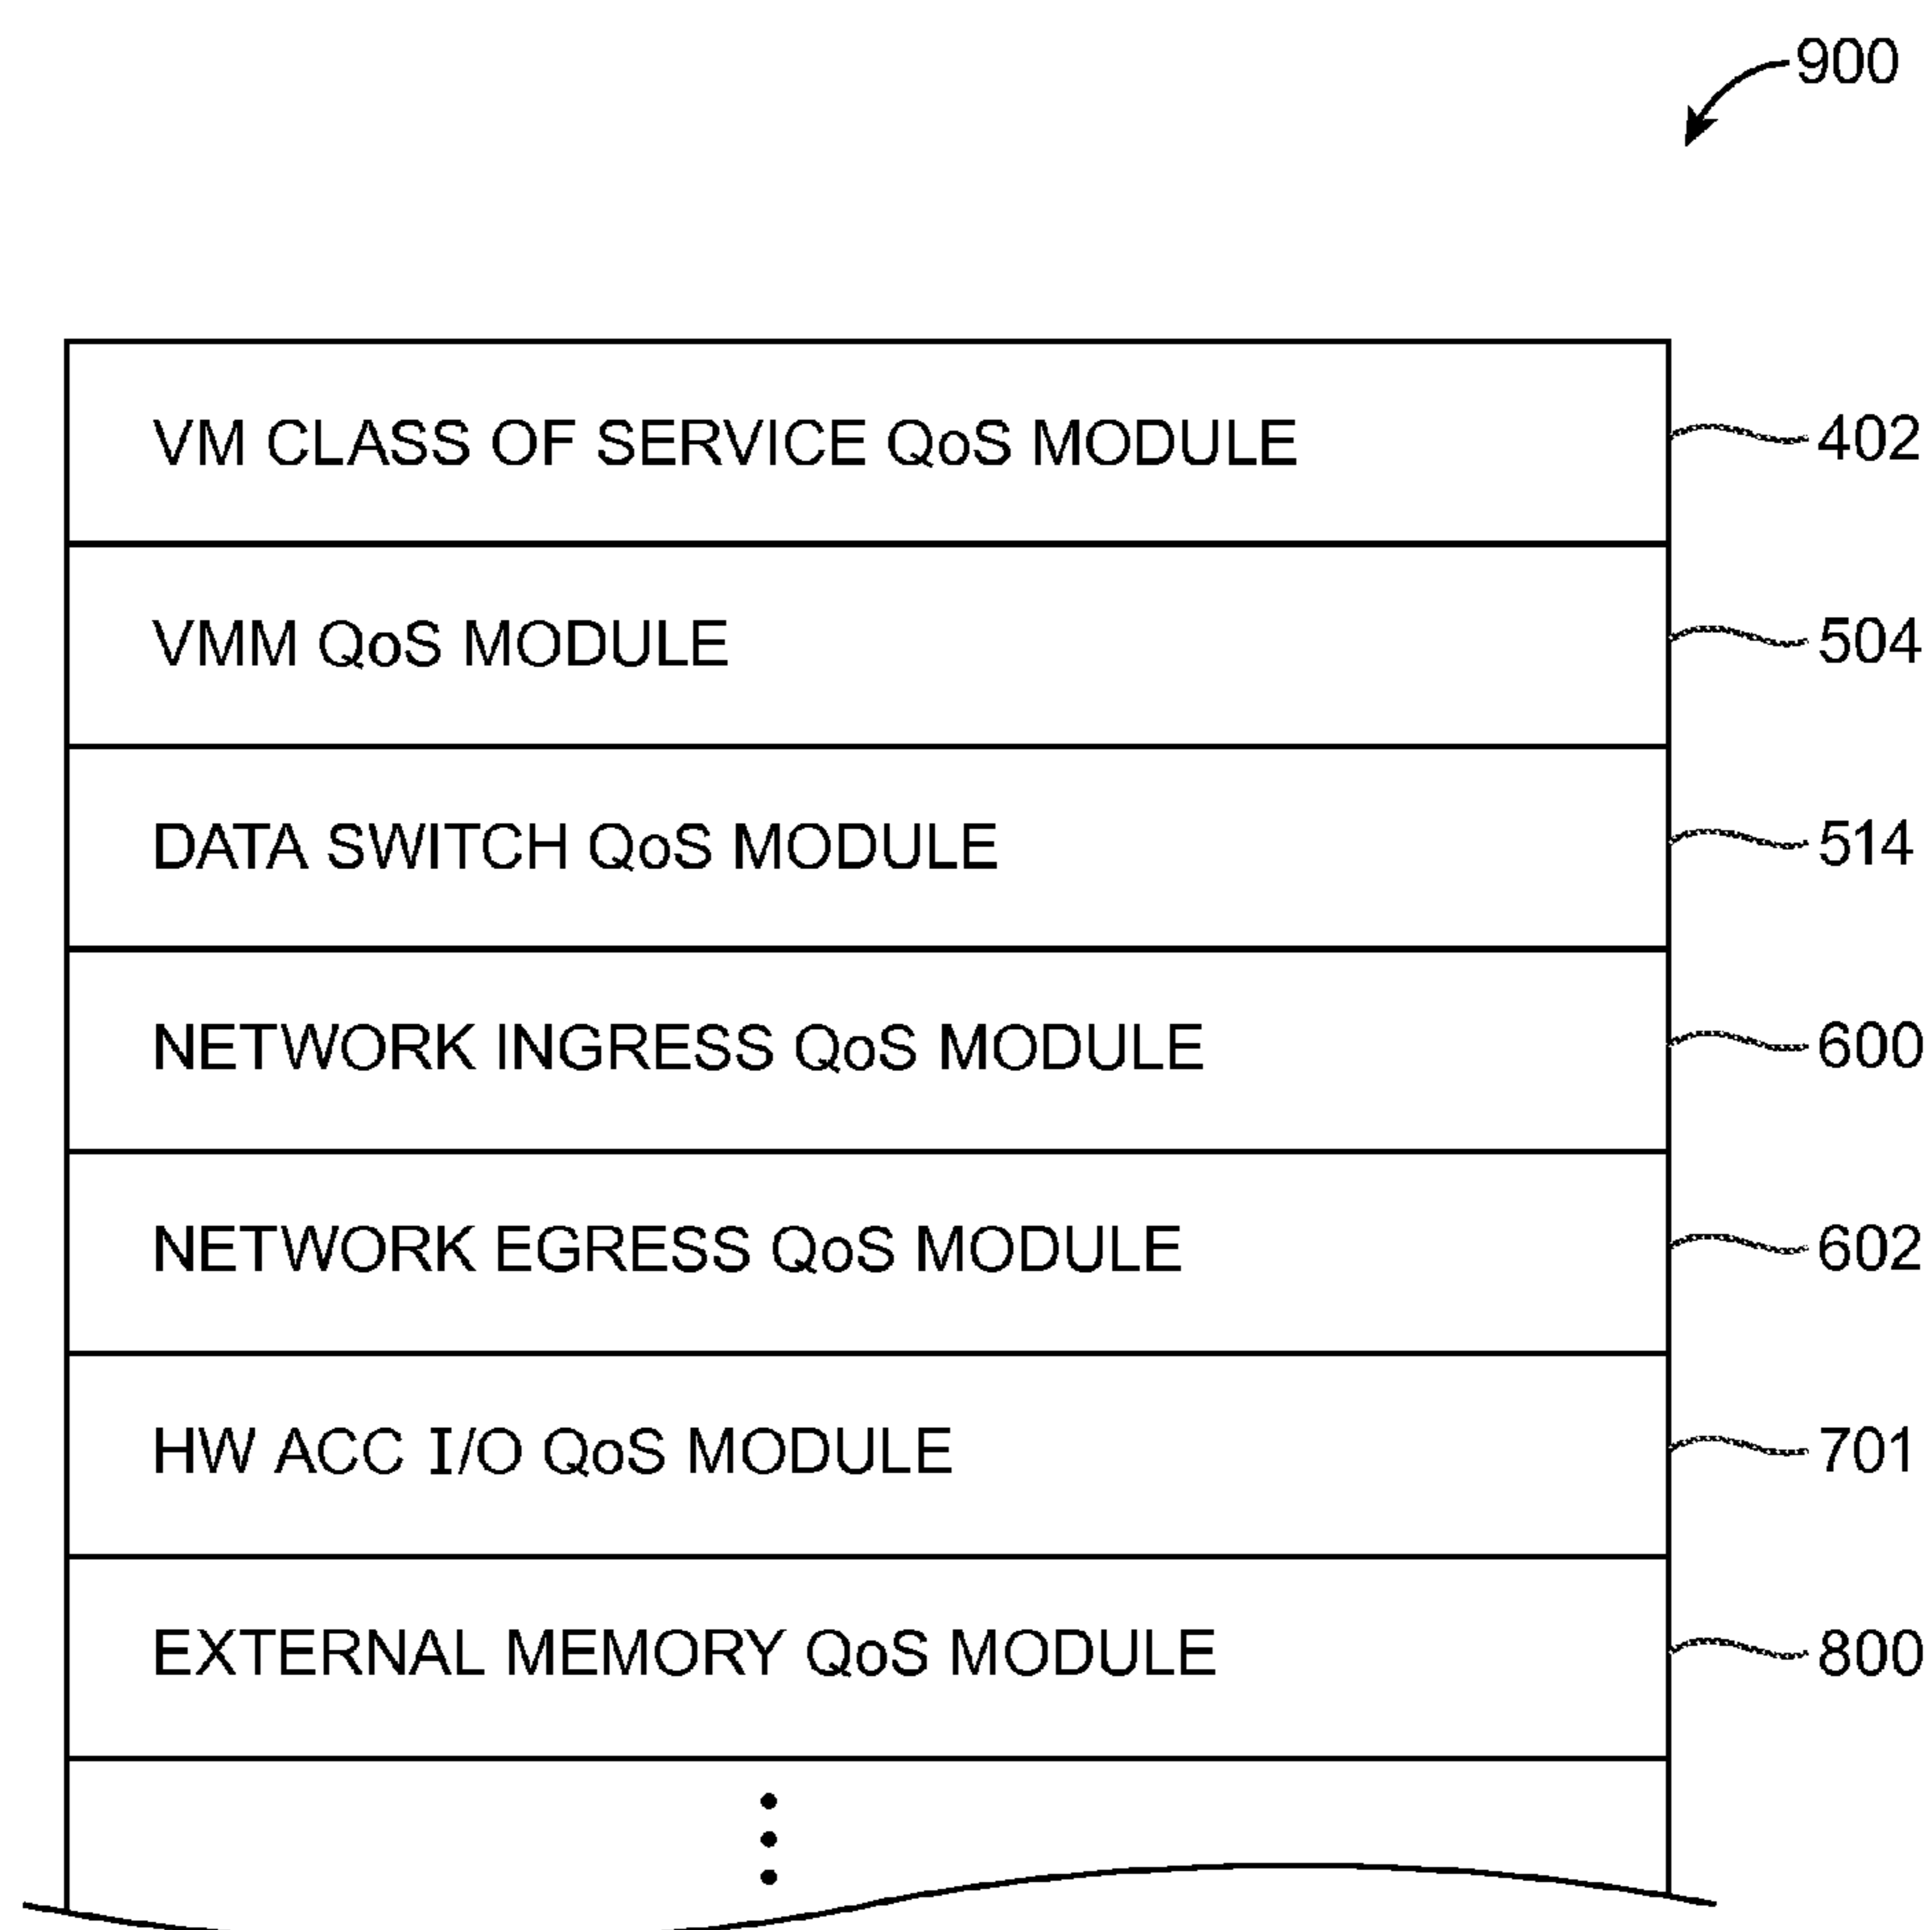 900
VM CLASS OF SERVICE QoS MODULE 402
VMM QoS MODULE 504
DATA SWITCH QoS MODULE 514
NETWORK INGRESS QoS MODULE 600
NETWORK EGRESS QoS MODULE 602
HW ACC I/O QoS MODULE 701
EXTERNAL MEMORY QoS MODULE 800